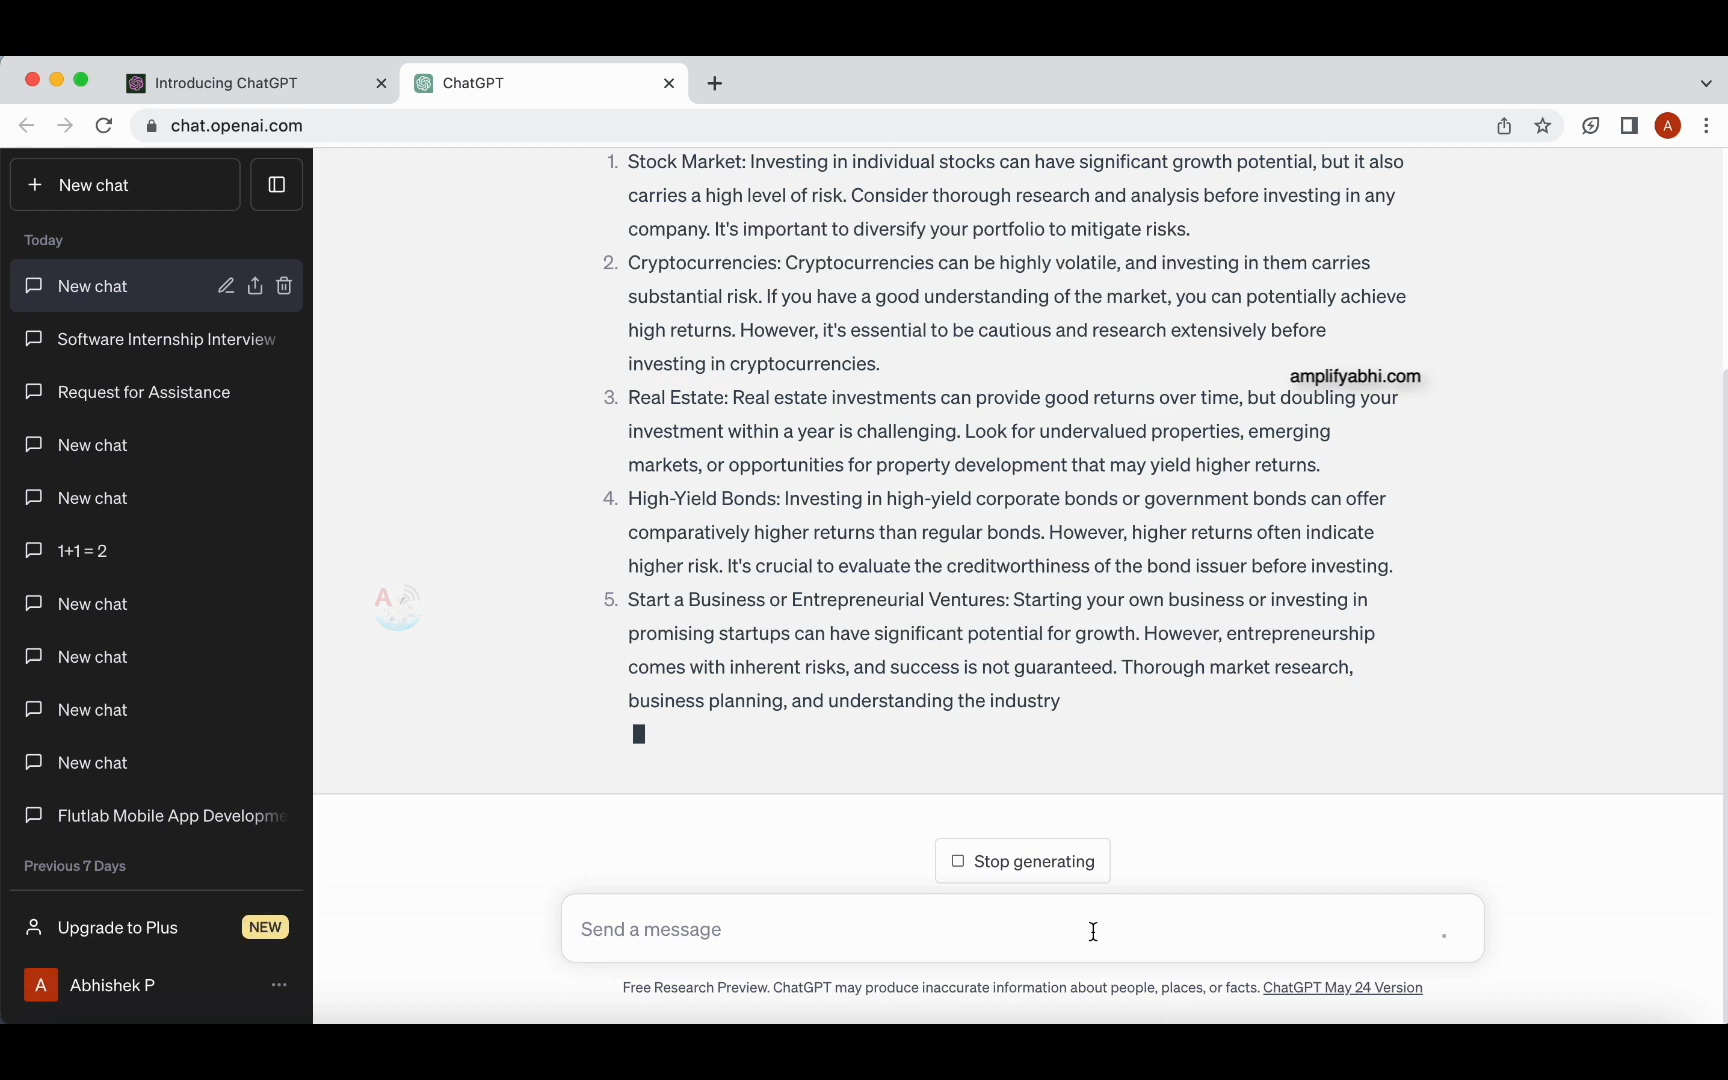 Introducing ChatGPT
ChatGPT
chat.openai.com
A
New chat
Today
New chat
Software Internship Interview
Request for Assistance
New chat
New chat
1+1 = 2
New chat
New chat
New chat
New chat
Flutlab Mobile App Developme
Previous 7 Days
Upgrade to Plus NEW
A Abhishek P
1. Stock Market: Investing in individual stocks can have significant growth potential, but it also
carries a high level of risk. Consider thorough research and analysis before investing in any
company. It's important to diversify your portfolio to mitigate risks.
2. Cryptocurrencies: Cryptocurrencies can be highly volatile, and investing in them carries
substantial risk. If you have a good understanding of the market, you can potentially achieve
high returns. However, it's essential to be cautious and research extensively before
investing in cryptocurrencies.
amplifyabhi.com
3. Real Estate: Real estate investments can provide good returns over time, but doubling your
investment within a year is challenging. Look for undervalued properties, emerging
markets, or opportunities for property development that may yield higher returns.
4. High-Yield Bonds: Investing in high-yield corporate bonds or government bonds can offer
comparatively higher returns than regular bonds. However, higher returns often indicate
higher risk. It's crucial to evaluate the creditworthiness of the bond issuer before investing.
A
5. Start a Business or Entrepreneurial Ventures: Starting your own business or investing in
promising startups can have significant potential for growth. However, entrepreneurship
comes with inherent risks, and success is not guaranteed. Thorough market research,
business planning, and understanding the industry
Stop generating
Send a message
Free Research Preview. ChatGPT may produce inaccurate information about people, places, or facts. ChatGPT May 24 Version